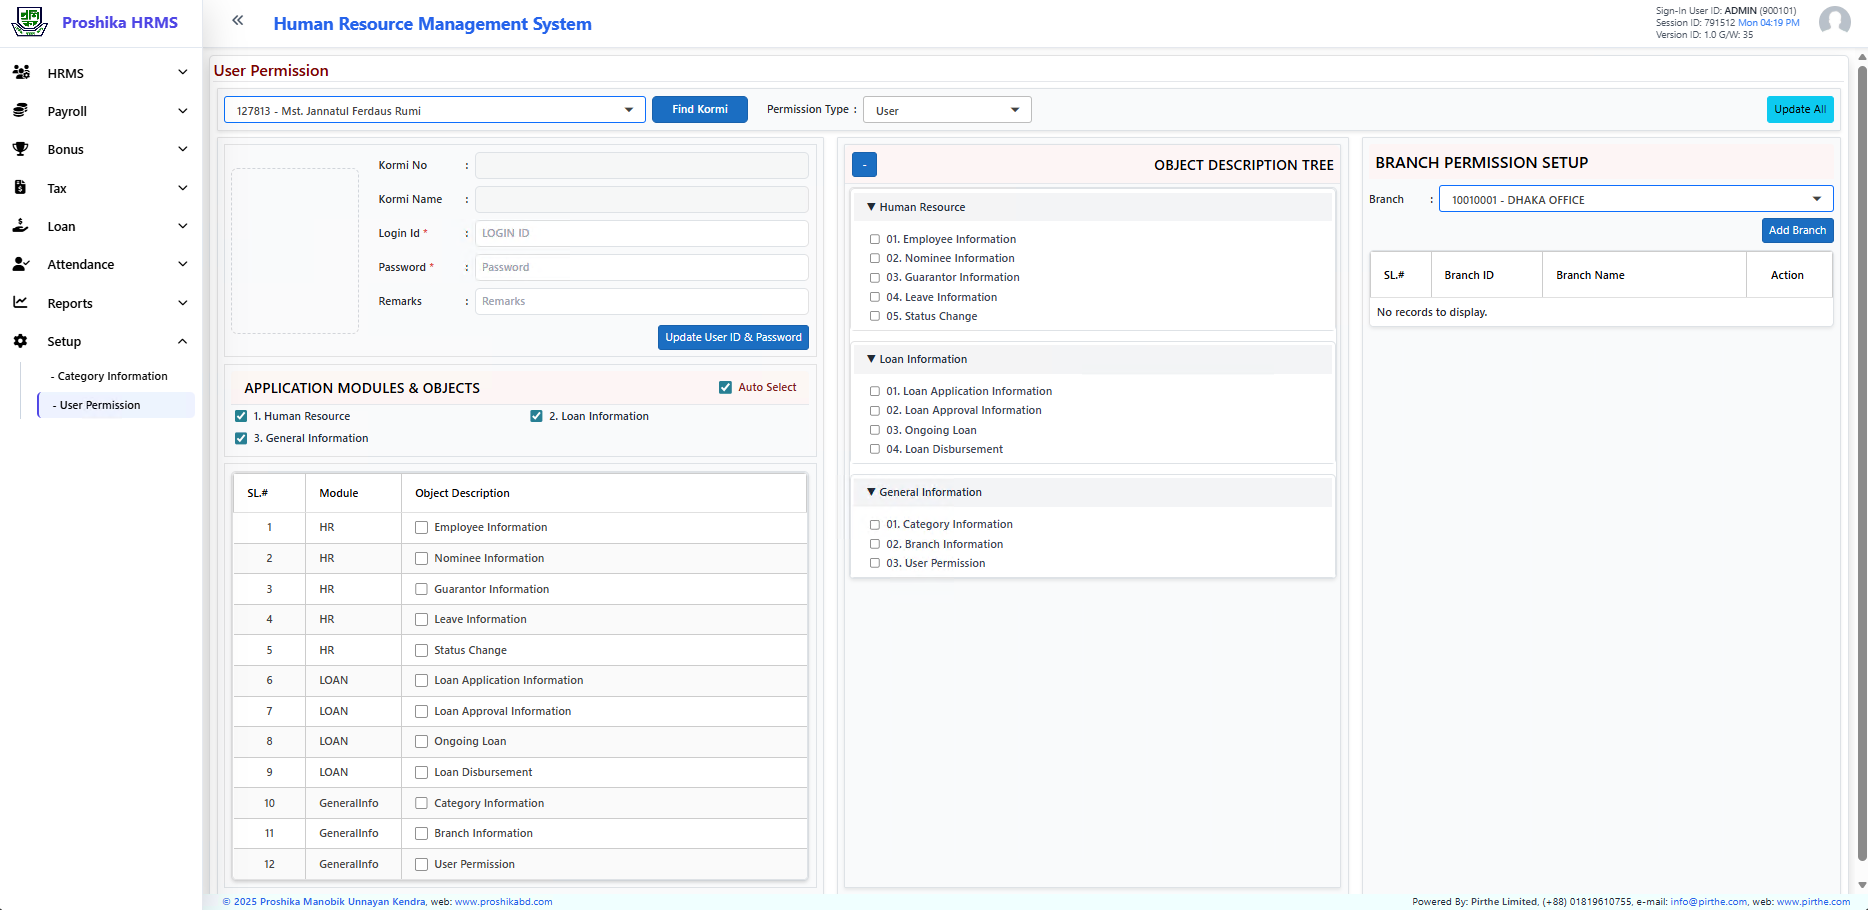 Proshika HRMS
Human Resource Management System
Sign-In User ID: ADMIN (900101)
Session ID: 791512 Mon 04:19 PM
Version ID: 1.0 G/W: 35
HRMS
Payroll
Bonus
Tax
Loan
Attendance
Reports
Setup
- Category Information
- User Permission
User Permission
127813 - Mst. Jannatul Ferdaus Rumi
Find Kormi
Permission Type :
User
Update All
Kormi No :
Kormi Name :
Login Id * : LOGIN ID
Password * : Password
Remarks : Remarks
Update User ID & Password
APPLICATION MODULES & OBJECTS
Auto Select
1. Human Resource
2. Loan Information
3. General Information
SL.# Module Object Description
1 HR Employee Information
2 HR Nominee Information
3 HR Guarantor Information
4 HR Leave Information
5 HR Status Change
6 LOAN Loan Application Information
7 LOAN Loan Approval Information
8 LOAN Ongoing Loan
9 LOAN Loan Disbursement
10 GeneralInfo Category Information
11 GeneralInfo Branch Information
12 GeneralInfo User Permission
-
OBJECT DESCRIPTION TREE
▼ Human Resource
01. Employee Information
02. Nominee Information
03. Guarantor Information
04. Leave Information
05. Status Change
▼ Loan Information
01. Loan Application Information
02. Loan Approval Information
03. Ongoing Loan
04. Loan Disbursement
▼ General Information
01. Category Information
02. Branch Information
03. User Permission
BRANCH PERMISSION SETUP
Branch : 10010001 - DHAKA OFFICE
Add Branch
SL.# Branch ID Branch Name Action
No records to display.
© 2025 Proshika Manobik Unnayan Kendra, web: www.proshikabd.com
Powered By: Pirthe Limited, (+88) 01819610755, e-mail: info@pirthe.com, web: www.pirthe.com